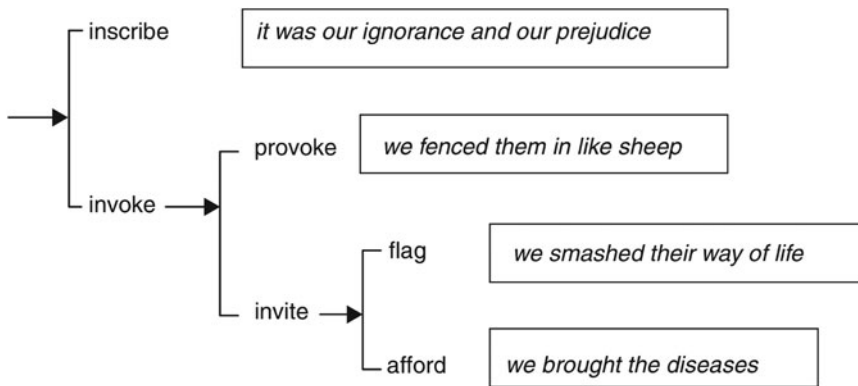 inscribe it was our ignorance and our prejudice
provoke we fenced them in like sheep
invoke
flag we smashed their way of life
invite
afford we brought the diseases